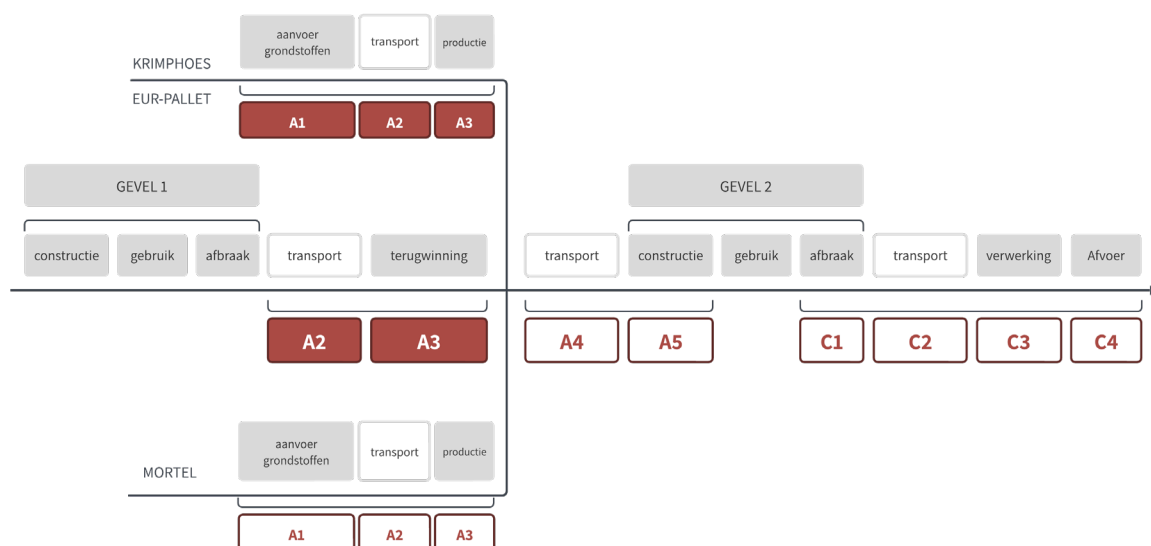 aanvoer
grondstoffen
transport
productie
KRIMPHOES
EUR-PALLET
A1
A2
A3
GEVEL 1
GEVEL 2
constructie
gebruik
afbraak
transport
terugwinning
transport
constructie
gebruik
afbraak
transport
verwerking
Afvoer
A2
A3
A4
A5
C1
C2
C3
C4
aanvoer
grondstoffen
transport
productie
MORTEL
A1
A2
A3